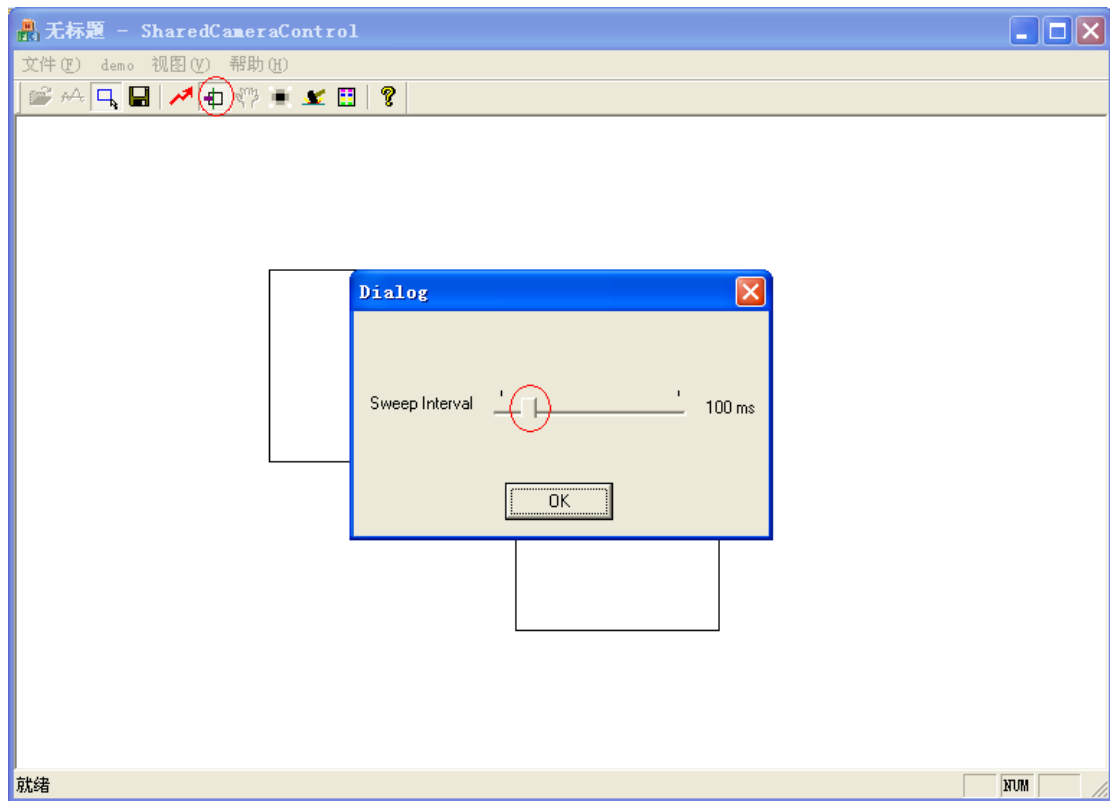 无标题 - SharedCameraControl
文件(F) demo 视图(V) 帮助(H)
Dialog
Sweep Interval 100 ms
OK
就绪 NUM